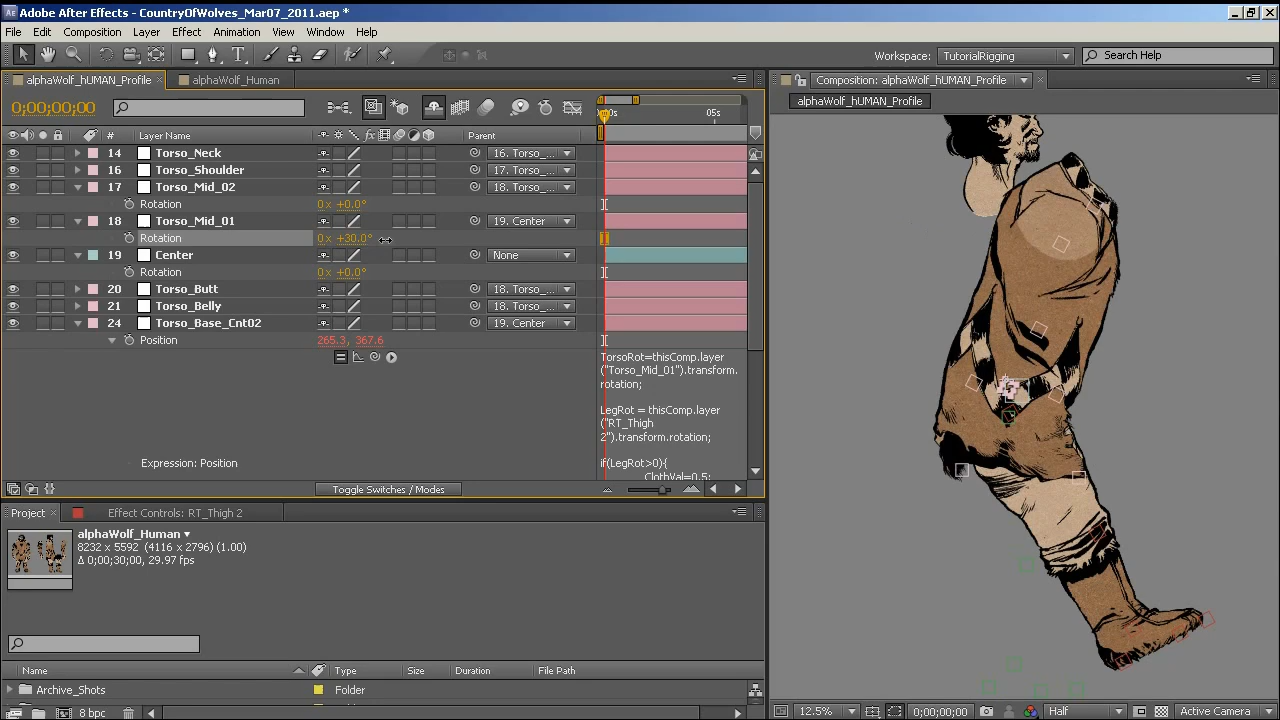 Adobe After Effects - CountryOfWolves_Mar07_2011.aep *
File Edit Composition Layer Effect Animation View Window Help
Workspace: TutorialRigging Search Help
alphaWolf_hUMAN_Profile alphaWolf_Human
Composition: alphaWolf_hUMAN_Profile
alphaWolf_hUMAN_Profile
0;00;00;00
05s
# Layer Name Parent
14 Torso_Neck 16. Torso_...
16 Torso_Shoulder 17. Torso_...
17 Torso_Mid_02 18. Torso_...
Rotation 0x +0.0°
18 Torso_Mid_01 19. Center
Rotation 0x +30.0°
19 Center None
Rotation 0x +0.0°
20 Torso_Butt 18. Torso_...
21 Torso_Belly 18. Torso_...
24 Torso_Base_Cnt02 19. Center
Position 265.3, 367.6
TorsoRot=thisComp.layer
("Torso_Mid_01").transform.
rotation;
LegRot = thisComp.layer
("RT_Thigh
2").transform.rotation;
if(LegRot>0){
ClothVal=0.5;
Expression: Position
Toggle Switches / Modes
Project Effect Controls: RT_Thigh 2
alphaWolf_Human
8232 x 5592 (4116 x 2796) (1.00)
Δ 0;00;30;00, 29.97 fps
Name Type Size Duration File Path
Archive_Shots Folder
8 bpc
12.5% 0;00;00;00 Half Active Camera